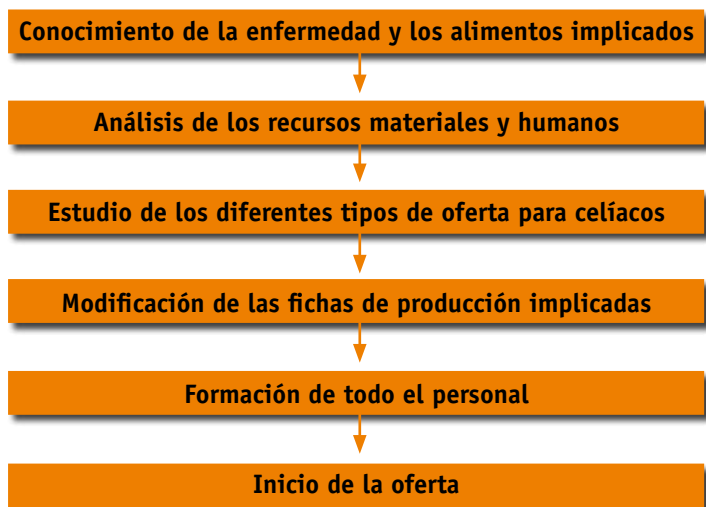 Conocimiento de la enfermedad y los alimentos implicados
Análisis de los recursos materiales y humanos
Estudio de los diferentes tipos de oferta para celíacos
Modificación de las fichas de producción implicadas
Formación de todo el personal
Inicio de la oferta